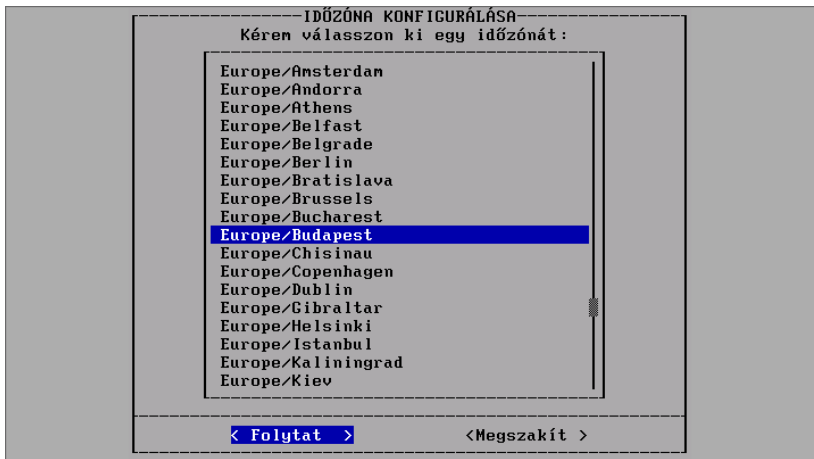 IDŐZÓNA KONFIGURÁLÁSA
Kérem válasszon ki egy időzónát:
Europe/Amsterdam
Europe/Andorra
Europe/Athens
Europe/Belfast
Europe/Belgrade
Europe/Berlin
Europe/Bratislava
Europe/Brussels
Europe/Bucharest
Europe/Budapest
Europe/Chisinau
Europe/Copenhagen
Europe/Dublin
Europe/Gibraltar
Europe/Helsinki
Europe/Istanbul
Europe/Kaliningrad
Europe/Kiev
< Folytat > <Megszakít >